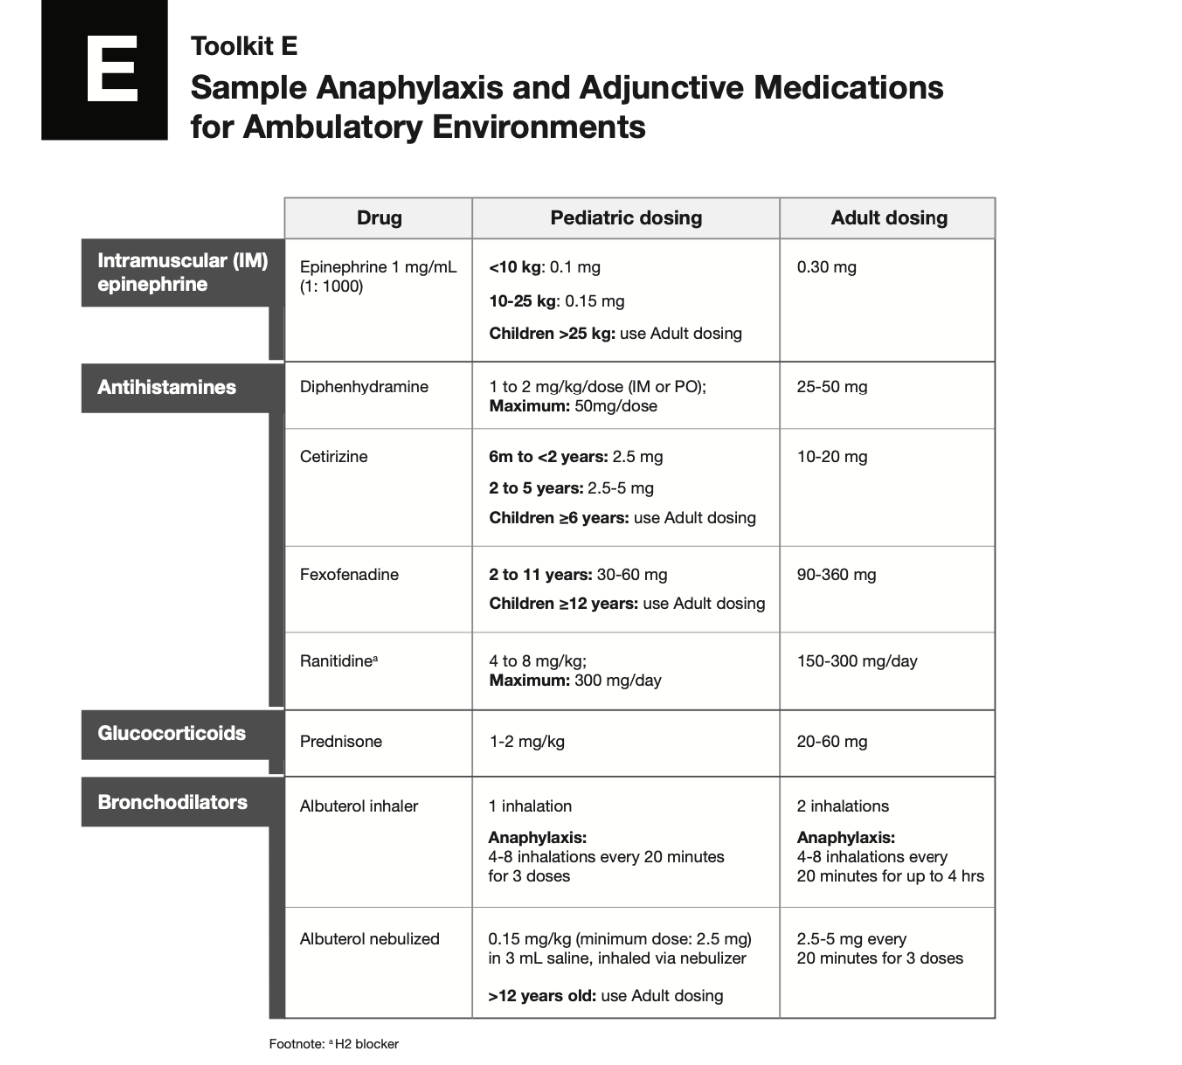 E
Toolkit E
Sample Anaphylaxis and Adjunctive Medications
for Ambulatory Environments
Drug
Pediatric dosing
Adult dosing
Intramuscular (IM)
epinephrine
Epinephrine 1 mg/mL
(1: 1000)
<10 kg: 0.1 mg
10-25 kg: 0.15 mg
Children >25 kg: use Adult dosing
0.30 mg
Antihistamines
Diphenhydramine
1 to 2 mg/kg/dose (IM or PO);
Maximum: 50mg/dose
25-50 mg
Cetirizine
6m to <2 years: 2.5 mg
2 to 5 years: 2.5-5 mg
Children ≥6 years: use Adult dosing
10-20 mg
Fexofenadine
2 to 11 years: 30-60 mg
Children ≥12 years: use Adult dosing
90-360 mg
Ranitidineª
4 to 8 mg/kg;
Maximum: 300 mg/day
150-300 mg/day
Glucocorticoids
Prednisone
1-2 mg/kg
20-60 mg
Bronchodilators
Albuterol inhaler
1 inhalation
Anaphylaxis:
4-8 inhalations every 20 minutes
for 3 doses
2 inhalations
Anaphylaxis:
4-8 inhalations every
20 minutes for up to 4 hrs
Albuterol nebulized
0.15 mg/kg (minimum dose: 2.5 mg)
in 3 mL saline, inhaled via nebulizer
>12 years old: use Adult dosing
2.5-5 mg every
20 minutes for 3 doses
Footnote: ª H2 blocker